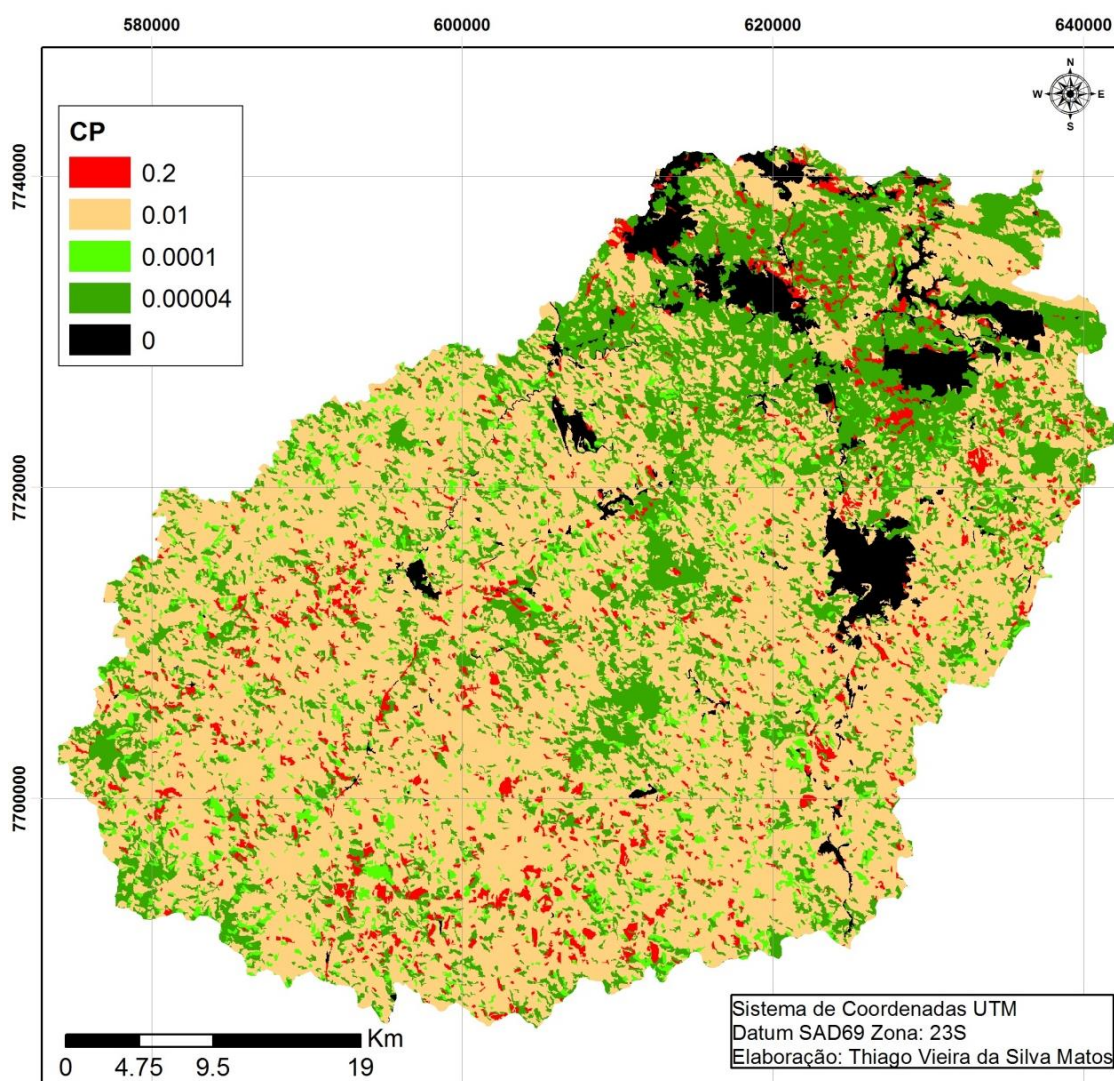 580000 600000 620000 640000
N
W E
S
CP
0.2
0.01
0.0001
0.00004
0
7740000
7720000
7700000
Km
0 4.75 9.5 19
Sistema de Coordenadas UTM
Datum SAD69 Zona: 23S
Elaboração: Thiago Vieira da Silva Matos